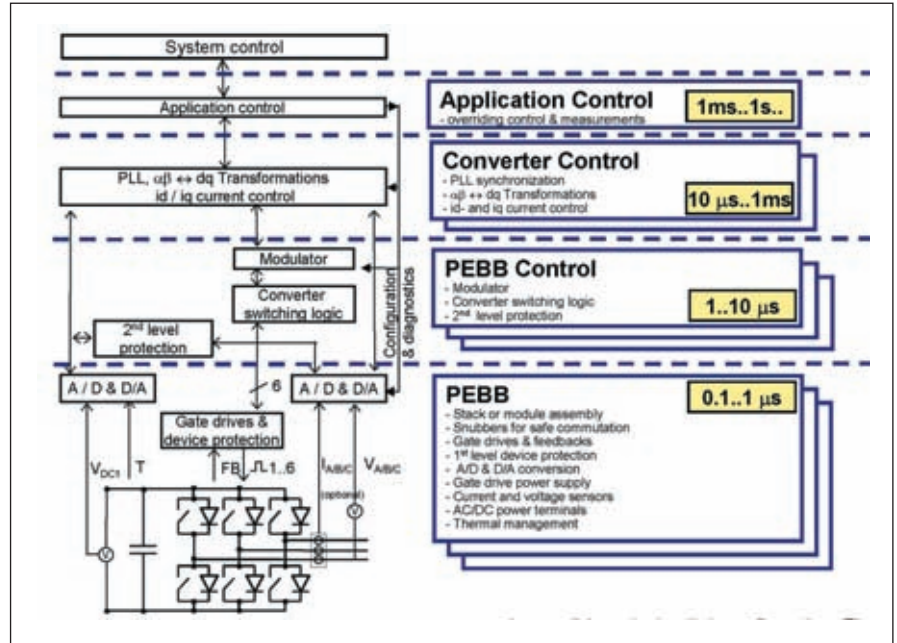 System control
Application control
PLL, αβ ↔ dq Transformations
id / iq current control
Modulator
Converter
switching logic
2nd level
protection
Configuration
& diagnostics
A / D & D/A
6
A / D & D/A
Gate drives &
device protection
VDC1
T
FB
1..6
IA/B/C
(optional)
VA/B/C
V
V
Application Control
- overriding control & measurements
1ms..1s..
Converter Control
- PLL synchronization
- αβ ↔ dq Transformations
- id- and iq current control
10 μs..1ms
PEBB Control
- Modulator
- Converter switching logic
- 2nd level protection
1..10 μs
PEBB
- Stack or module assembly
- Snubbers for safe commutation
- Gate drives & feedbacks
- 1st level device protection
- A/D & D/A conversion
- Gate drive power supply
- Current and voltage sensors
- AC/DC power terminals
- Thermal management
0.1..1 μs